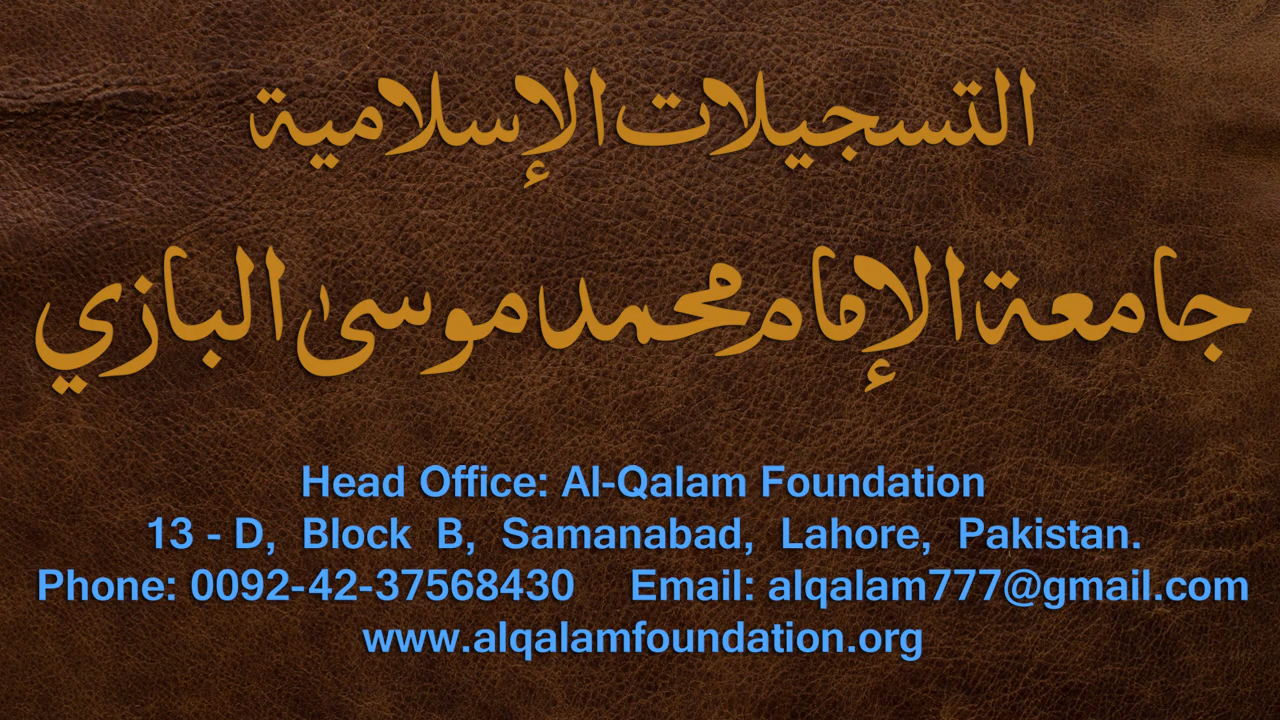 التسجيلات الإسلامية
جامعة الإمام محمد موسىٰ البازي
Head Office: Al-Qalam Foundation
13 - D, Block B, Samanabad, Lahore, Pakistan.
Phone: 0092-42-37568430 Email: alqalam777@gmail.com
www.alqalamfoundation.org